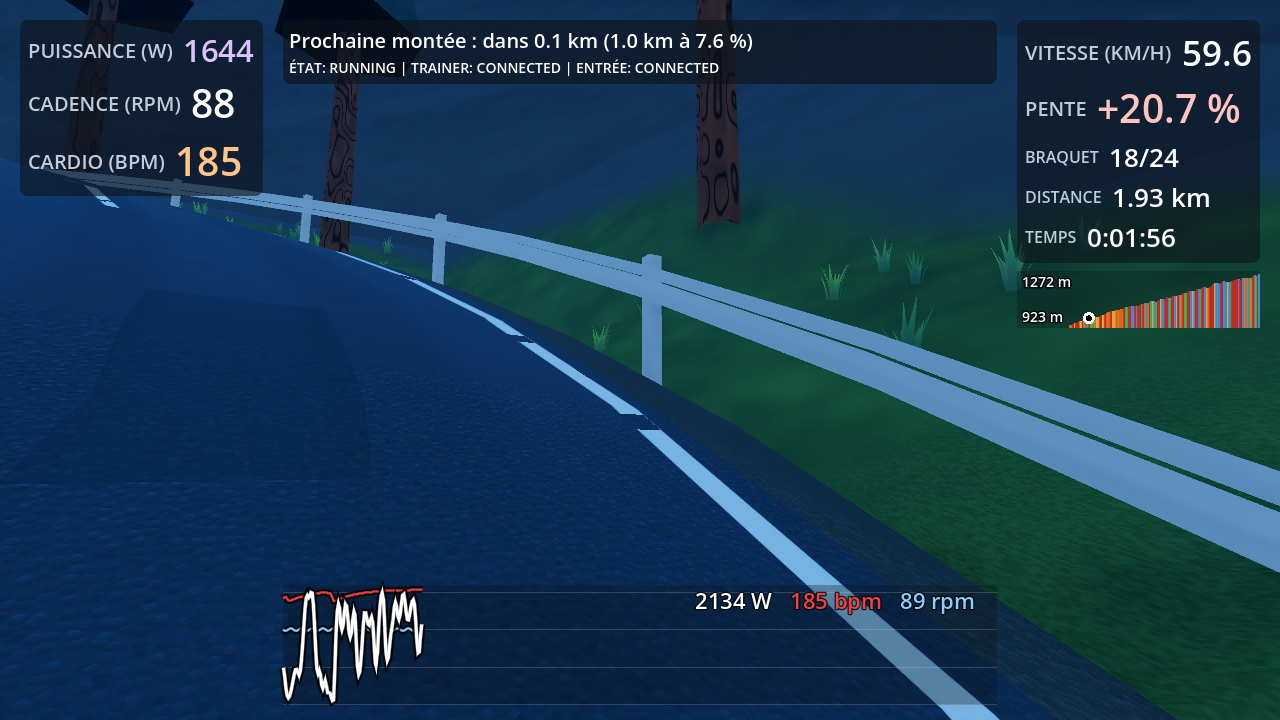 PUISSANCE (W) 1644
CADENCE (RPM) 88
CARDIO (BPM) 185
Prochaine montée : dans 0.1 km (1.0 km à 7.6 %)
ÉTAT: RUNNING | TRAINER: CONNECTED | ENTRÉE: CONNECTED
VITESSE (KM/H) 59.6
PENTE +20.7 %
BRAQUET 18/24
DISTANCE 1.93 km
TEMPS 0:01:56
1272 m
923 m
2134 W 185 bpm 89 rpm